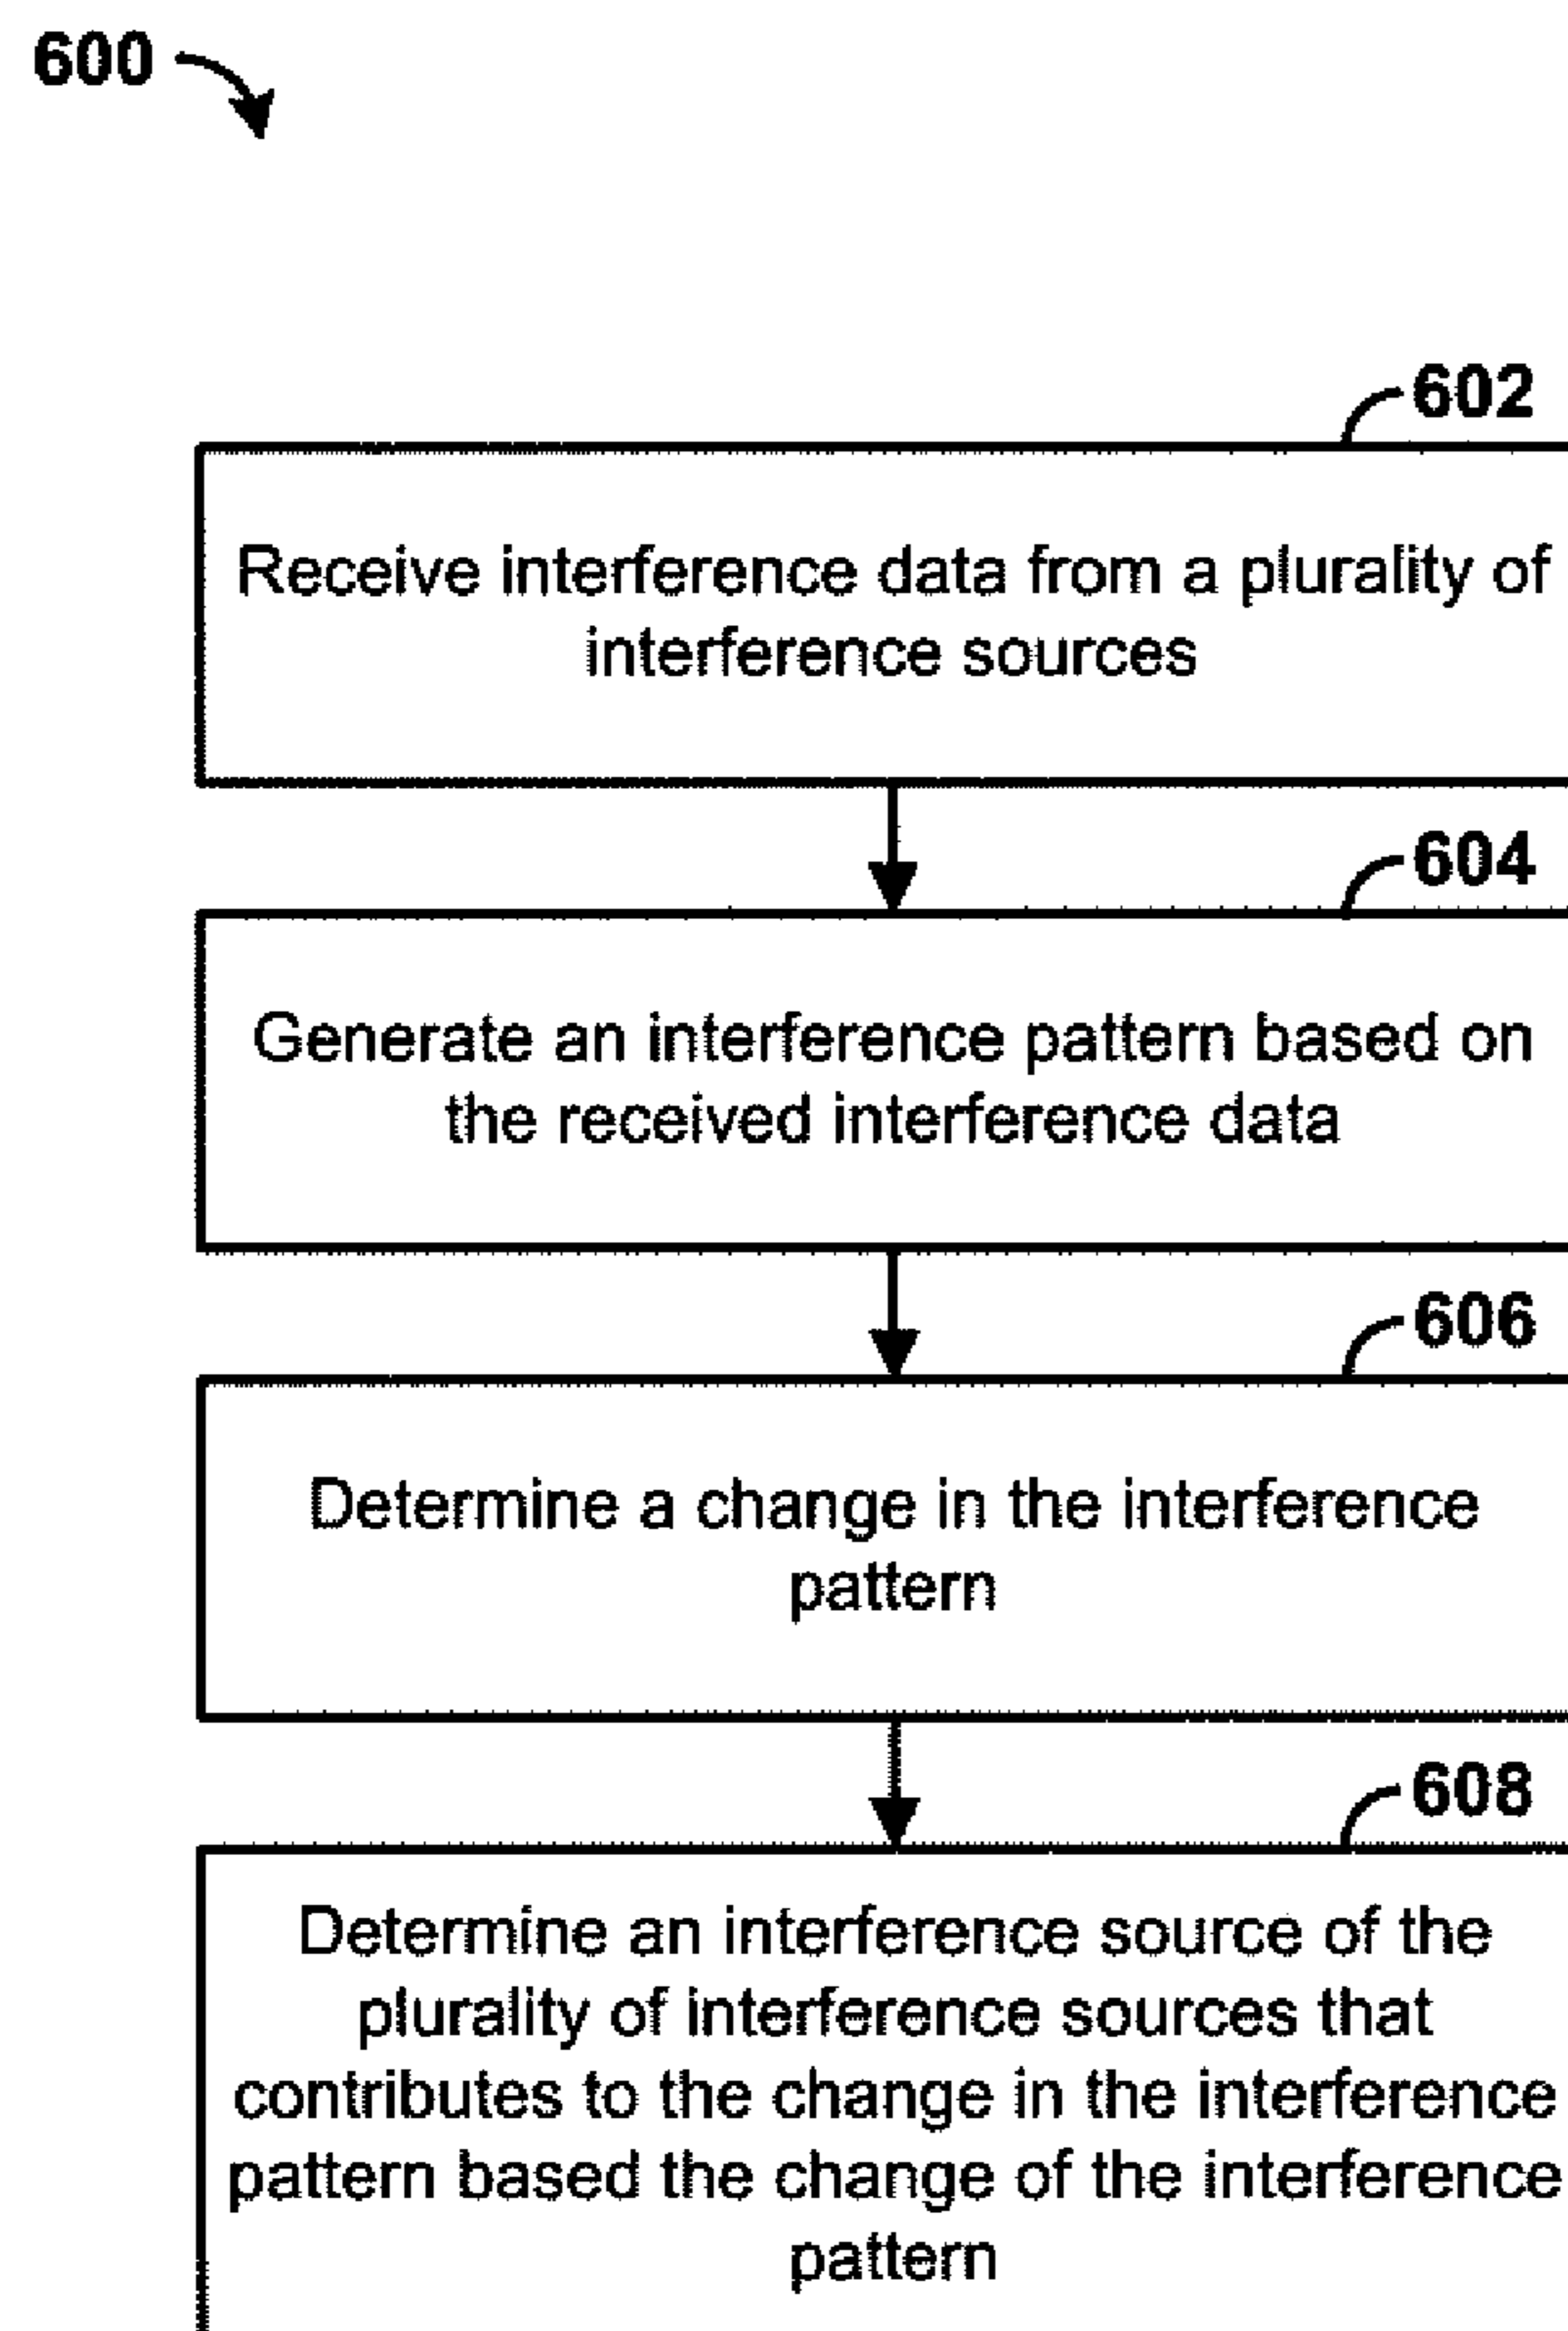 600
602
Receive interference data from a plurality of
interference sources
604
Generate an interference pattern based on
the received interference data
606
Determine a change in the interference
pattern
608
Determine an interference source of the
plurality of interference sources that
contributes to the change in the interference
pattern based the change of the interference
pattern